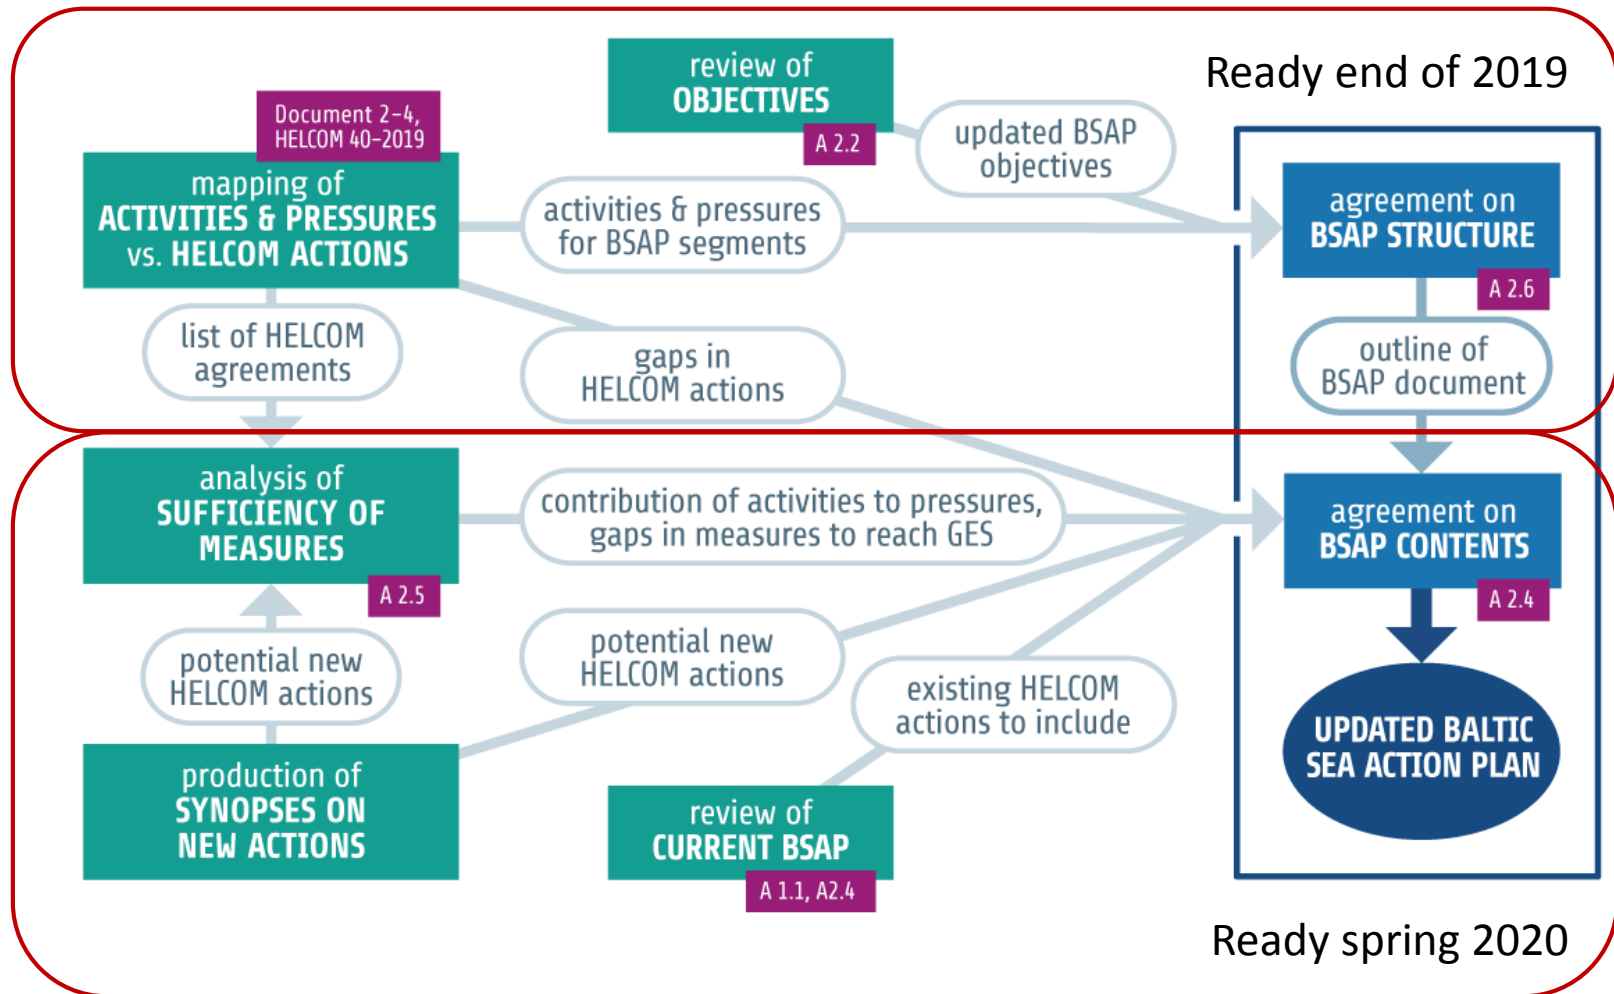 Ready end of 2019
review of
OBJECTIVES
A 2.2
Document 2–4,
HELCOM 40–2019
mapping of
ACTIVITIES & PRESSURES
vs. HELCOM ACTIONS
updated BSAP
objectives
activities & pressures
for BSAP segments
agreement on
BSAP STRUCTURE
A 2.6
list of HELCOM
agreements
gaps in
HELCOM actions
outline of
BSAP document
analysis of
SUFFICIENCY OF
MEASURES
A 2.5
contribution of activities to pressures,
gaps in measures to reach GES
agreement on
BSAP CONTENTS
A 2.4
potential new
HELCOM actions
potential new
HELCOM actions
existing HELCOM
actions to include
UPDATED BALTIC
SEA ACTION PLAN
production of
SYNOPSES ON
NEW ACTIONS
review of
CURRENT BSAP
A 1.1, A2.4
Ready spring 2020